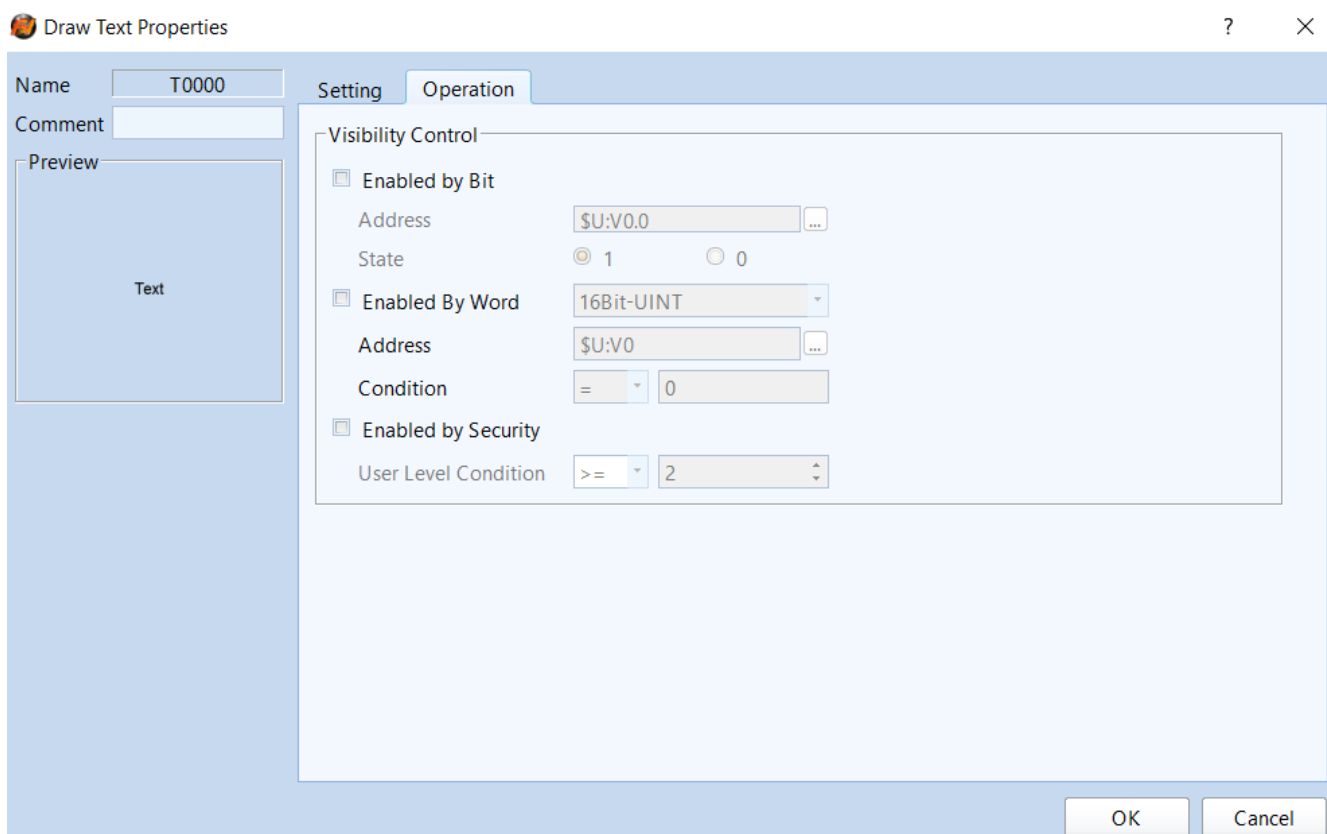 Draw Text Properties ?
Name T0000
Comment
Preview
Text
Setting Operation
Visibility Control
Enabled by Bit
Address $U:V0.0 ...
State 1 0
Enabled By Word 16Bit-UINT
Address $U:V0 ...
Condition = 0
Enabled by Security
User Level Condition >= 2
OK Cancel